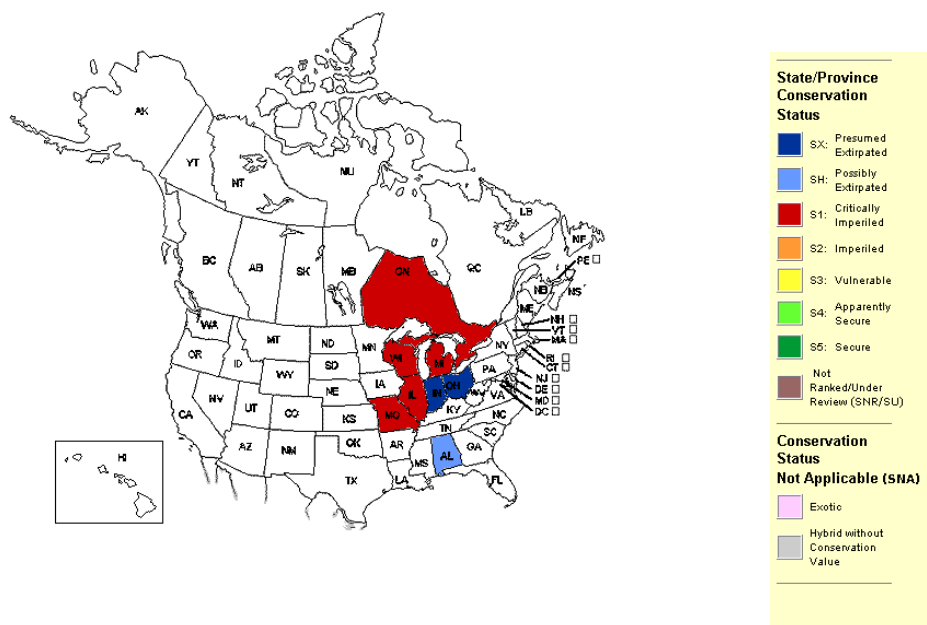 AK
YT
NT
NU
BC
AB
SK
MB
ON
QC
LB
NF
PE
NB
NS
ME
NH
VT
MA
RI
CT
NJ
DE
MD
DC
WA
MT
ND
MN
WI
MI
NY
OR
ID
WY
SD
IA
PA
NE
IL
IN
OH
WV
VA
NV
UT
CO
KS
MO
KY
CA
AZ
NM
OK
AR
TN
NC
SC
TX
LA
MS
AL
GA
FL
HI
State/Province
Conservation
Status
SX: Presumed
Extirpated
SH: Possibly
Extirpated
S1: Critically
Imperiled
S2: Imperiled
S3: Vulnerable
S4: Apparently
Secure
S5: Secure
Not
Ranked/Under
Review (SNR/SU)
Conservation
Status
Not Applicable (SNA)
Exotic
Hybrid without
Conservation
Value